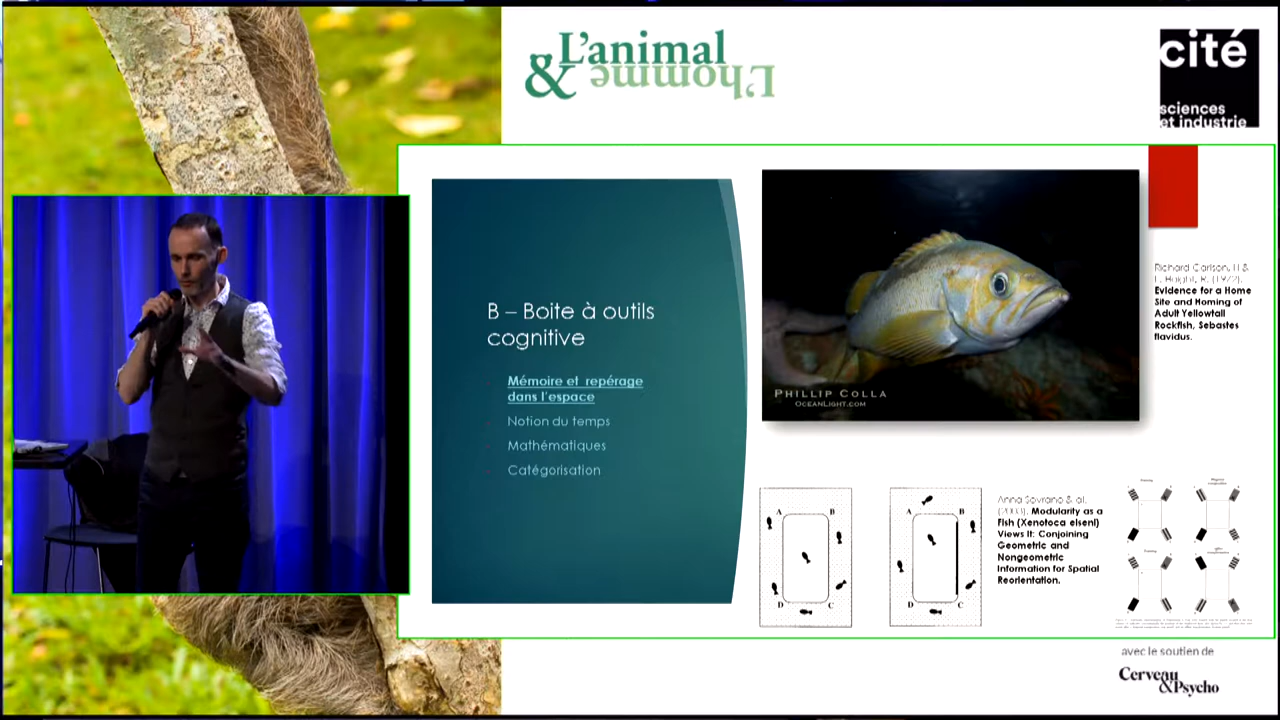 L'animal
& L'homme
cité
sciences
et industrie
B – Boite à outils
cognitive
Mémoire et repérage
dans l'espace
Notion du temps
Mathématiques
Catégorisation
PHILLIP COLLA
OCEANLIGHT.COM
Richard Carlson, H &
(1972).
Evidence for a Home
Site and Homing of
Adult Yellowtail
Rockfish, Sebastes
flavidus.
A B
D C
A B
D C
Anna Sovrano & al.
(2003). Modularity as a
Fish (Xenotoca eiseni)
Views It: Conjoining
Geometric and
Nongeometric
Information for Spatial
Reorientation.
avec le soutien de
Cerveau
&Psycho